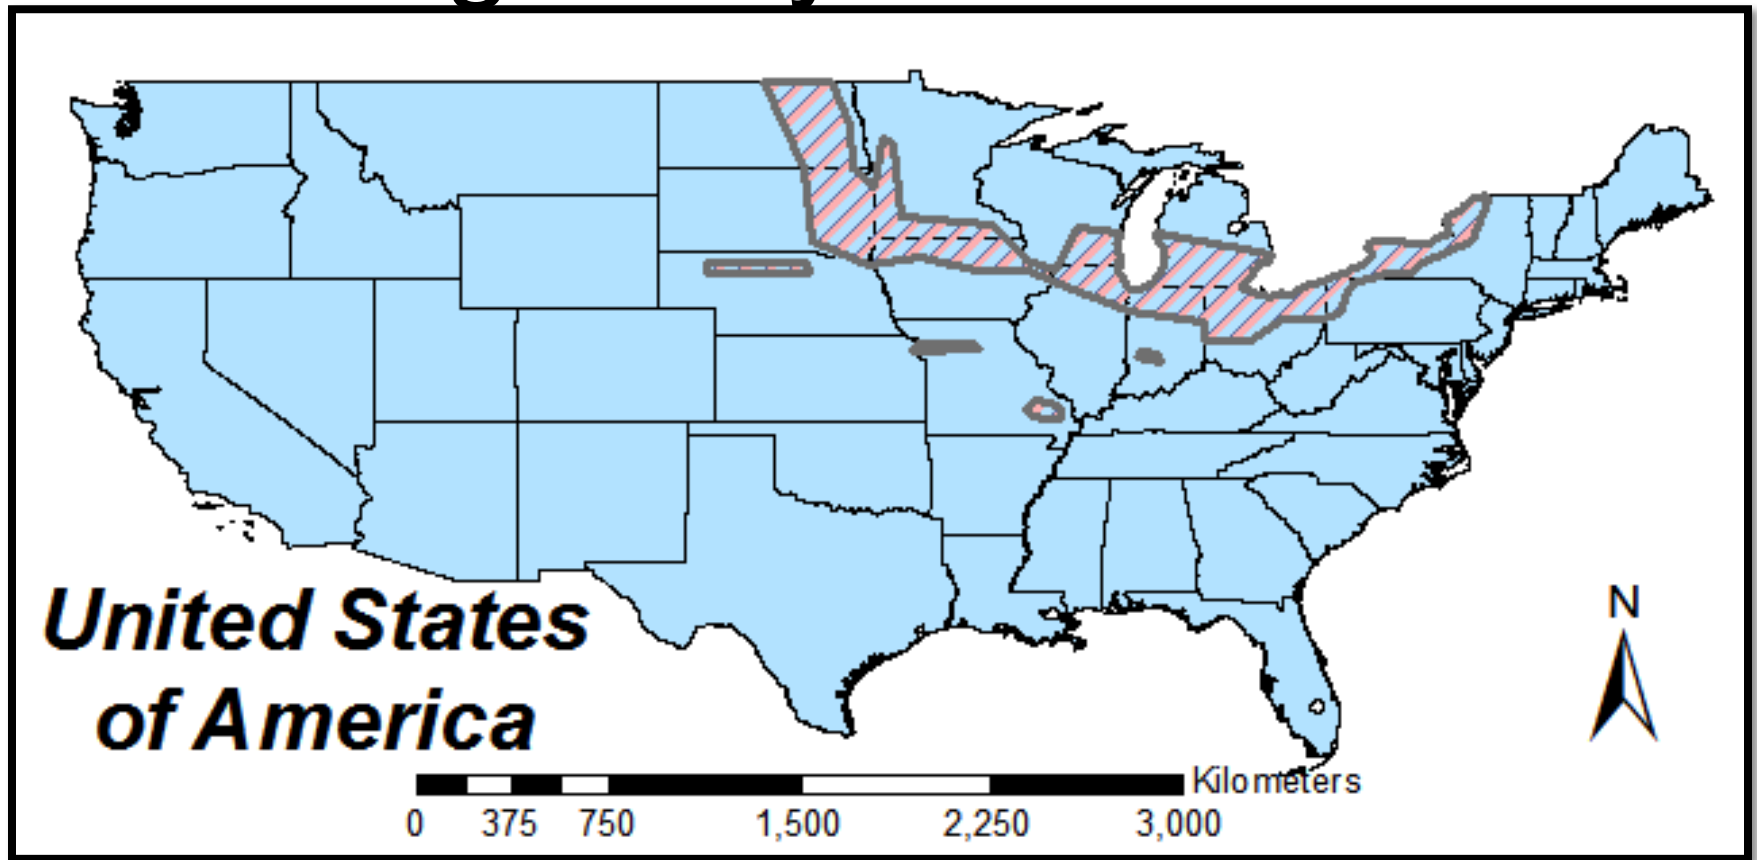 United States
of America
N
Kilometers
0 375 750 1,500 2,250 3,000